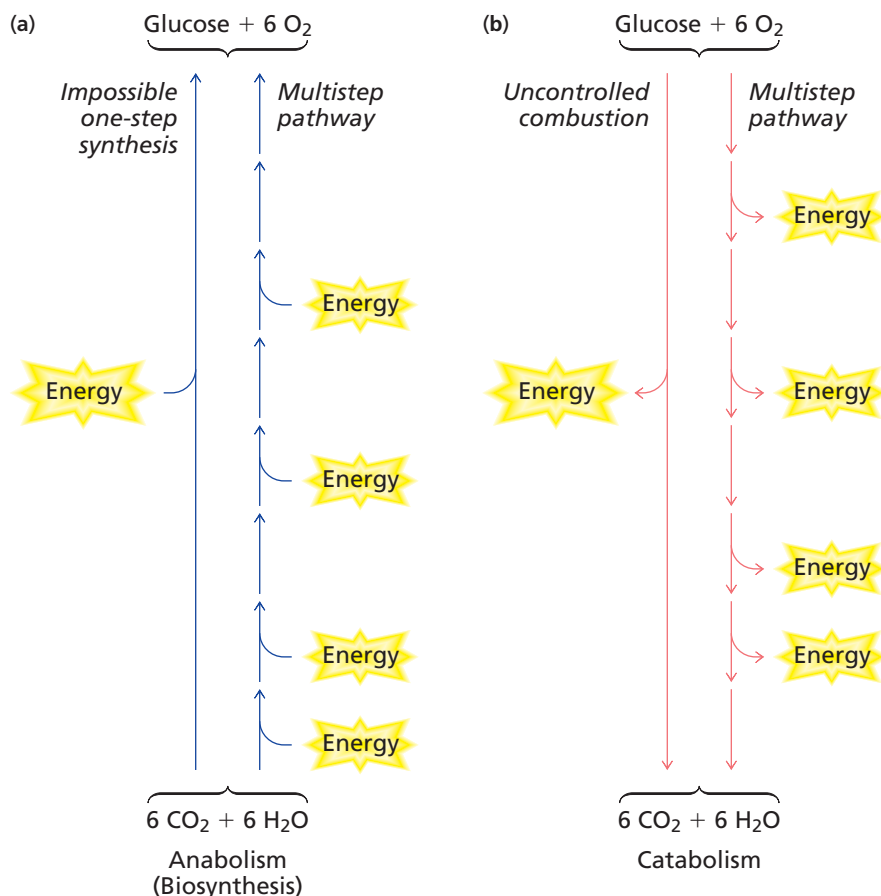 (a)
Glucose + 6 O₂
Impossible
one-step
synthesis
Multistep
pathway
Energy
Energy
Energy
Energy
Energy
6 CO₂ + 6 H₂O
Anabolism
(Biosynthesis)
(b)
Glucose + 6 O₂
Uncontrolled
combustion
Multistep
pathway
Energy
Energy
Energy
Energy
Energy
6 CO₂ + 6 H₂O
Catabolism